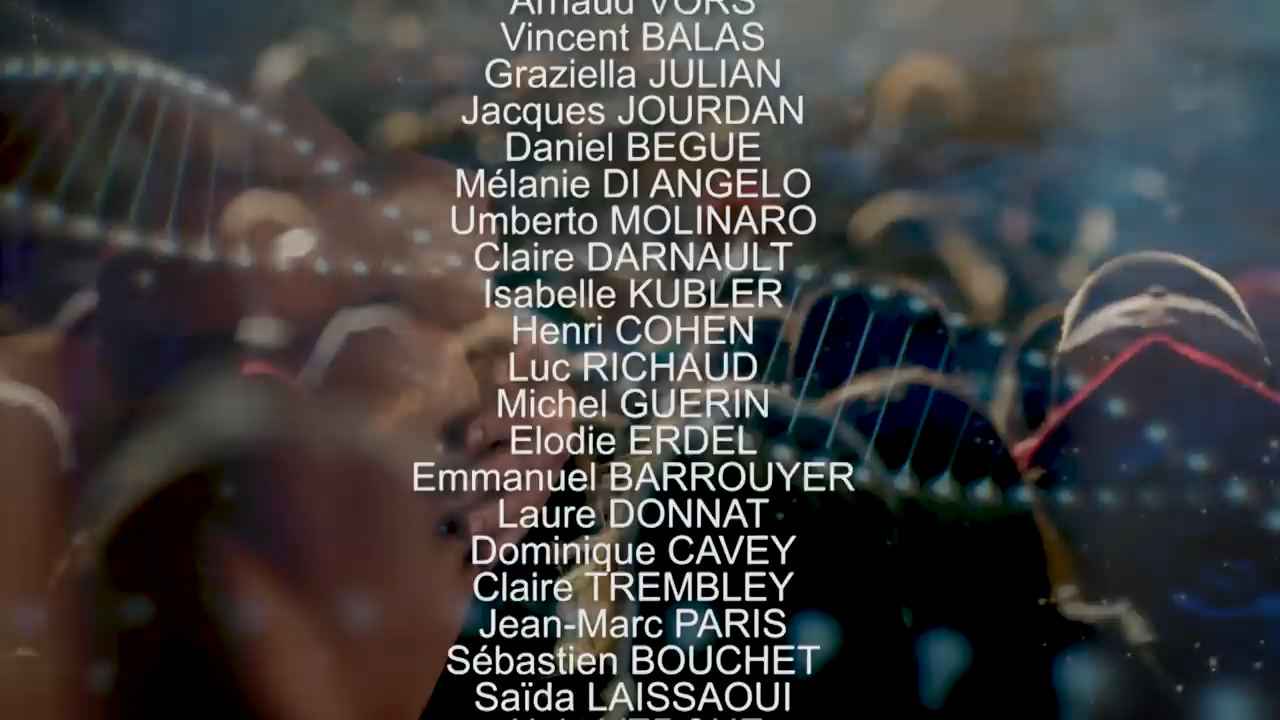 Arnaud VORS
Vincent BALAS
Graziella JULIAN
Jacques JOURDAN
Daniel BEGUE
Mélanie DI ANGELO
Umberto MOLINARO
Claire DARNAULT
Isabelle KUBLER
Henri COHEN
Luc RICHAUD
Michel GUERIN
Elodie ERDEL
Emmanuel BARROUYER
Laure DONNAT
Dominique CAVEY
Claire TREMBLEY
Jean-Marc PARIS
Sébastien BOUCHET
Saïda LAISSAOUI